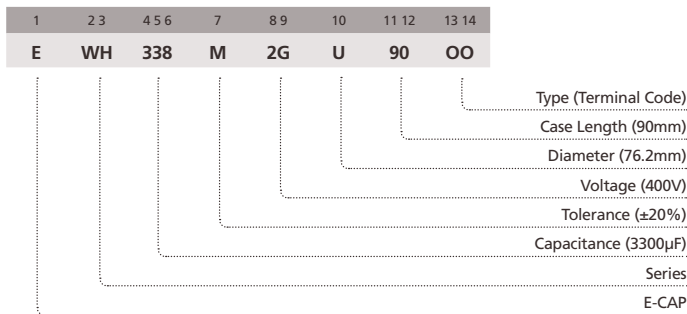 1 2 3 4 5 6 7 8 9 10 11 12 13 14
E WH 338 M 2G U 90 OO
Type (Terminal Code)
Case Length (90mm)
Diameter (76.2mm)
Voltage (400V)
Tolerance (±20%)
Capacitance (3300µF)
Series
E-CAP